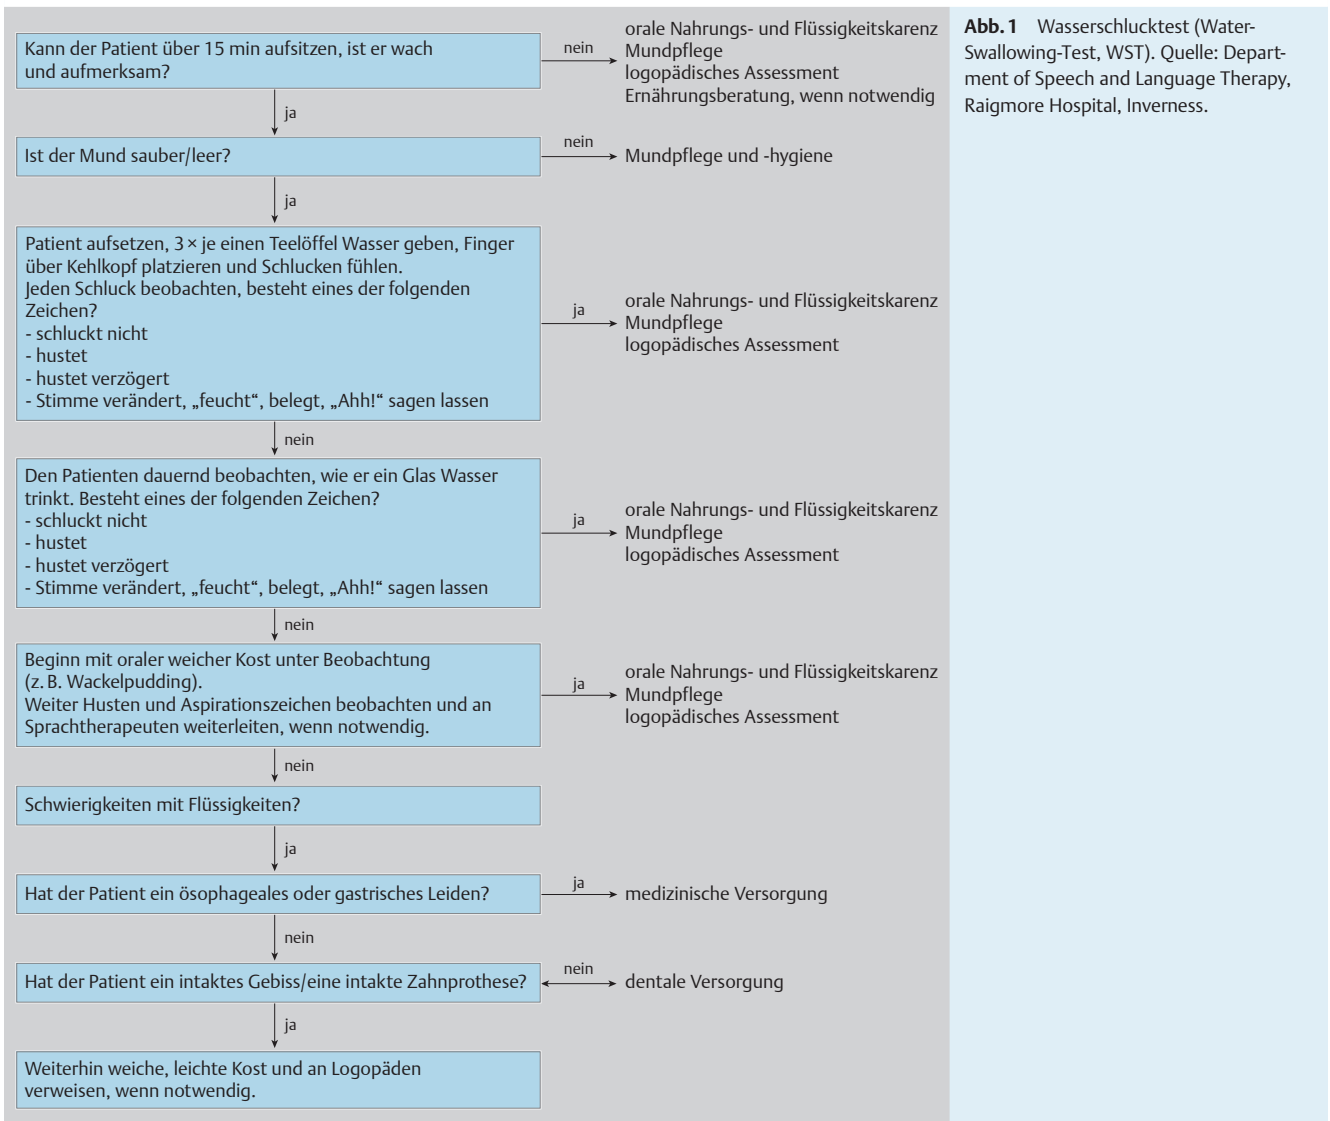 Kann der Patient über 15 min aufsitzen, ist er wach
und aufmerksam?
nein
orale Nahrungs- und Flüssigkeitskarenz
Mundpflege
logopädisches Assessment
Ernährungsberatung, wenn notwendig
ja
Ist der Mund sauber/leer?
nein
Mundpflege und -hygiene
ja
Patient aufsetzen, 3 × je einen Teelöffel Wasser geben, Finger
über Kehlkopf platzieren und Schlucken fühlen.
Jeden Schluck beobachten, besteht eines der folgenden
Zeichen?
- schluckt nicht
- hustet
- hustet verzögert
- Stimme verändert, „feucht“, belegt, „Ahh!“ sagen lassen
ja
orale Nahrungs- und Flüssigkeitskarenz
Mundpflege
logopädisches Assessment
nein
Den Patienten dauernd beobachten, wie er ein Glas Wasser
trinkt. Besteht eines der folgenden Zeichen?
- schluckt nicht
- hustet
- hustet verzögert
- Stimme verändert, „feucht“, belegt, „Ahh!“ sagen lassen
ja
orale Nahrungs- und Flüssigkeitskarenz
Mundpflege
logopädisches Assessment
nein
Beginn mit oraler weicher Kost unter Beobachtung
(z. B. Wackelpudding).
Weiter Husten und Aspirationszeichen beobachten und an
Sprachtherapeuten weiterleiten, wenn notwendig.
ja
orale Nahrungs- und Flüssigkeitskarenz
Mundpflege
logopädisches Assessment
nein
Schwierigkeiten mit Flüssigkeiten?
ja
Hat der Patient ein ösophageales oder gastrisches Leiden?
ja
medizinische Versorgung
nein
Hat der Patient ein intaktes Gebiss/eine intakte Zahnprothese?
nein
dentale Versorgung
ja
Weiterhin weiche, leichte Kost und an Logopäden
verweisen, wenn notwendig.
Abb. 1 Wasserschlucktest (Water-
Swallowing-Test, WST). Quelle: Depart-
ment of Speech and Language Therapy,
Raigmore Hospital, Inverness.